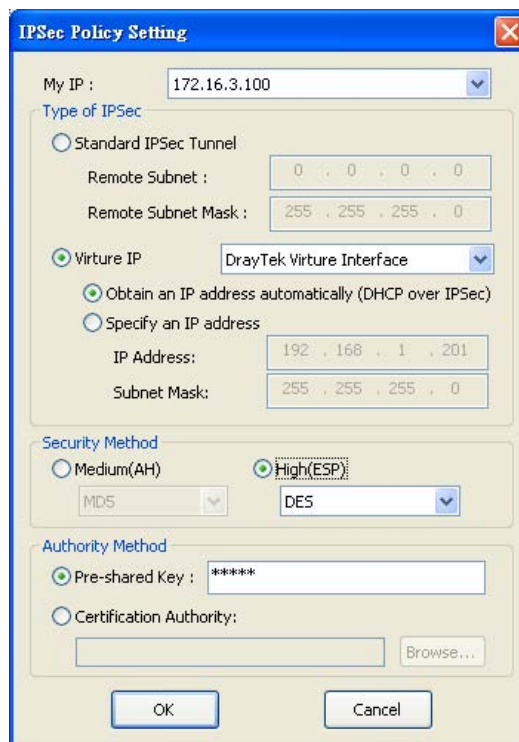 IPSec Policy Setting
My IP : 172.16.3.100
Type of IPSec
Standard IPSec Tunnel
Remote Subnet : 0 . 0 . 0 . 0
Remote Subnet Mask : 255 . 255 . 255 . 0
Virture IP DrayTek Virture Interface
Obtain an IP address automatically (DHCP over IPSec)
Specify an IP address
IP Address: 192 . 168 . 1 . 201
Subnet Mask: 255 . 255 . 255 . 0
Security Method
Medium(AH) High(ESP)
MD5 DES
Authority Method
Pre-shared Key : *****
Certification Authority:
Browse...
OK Cancel